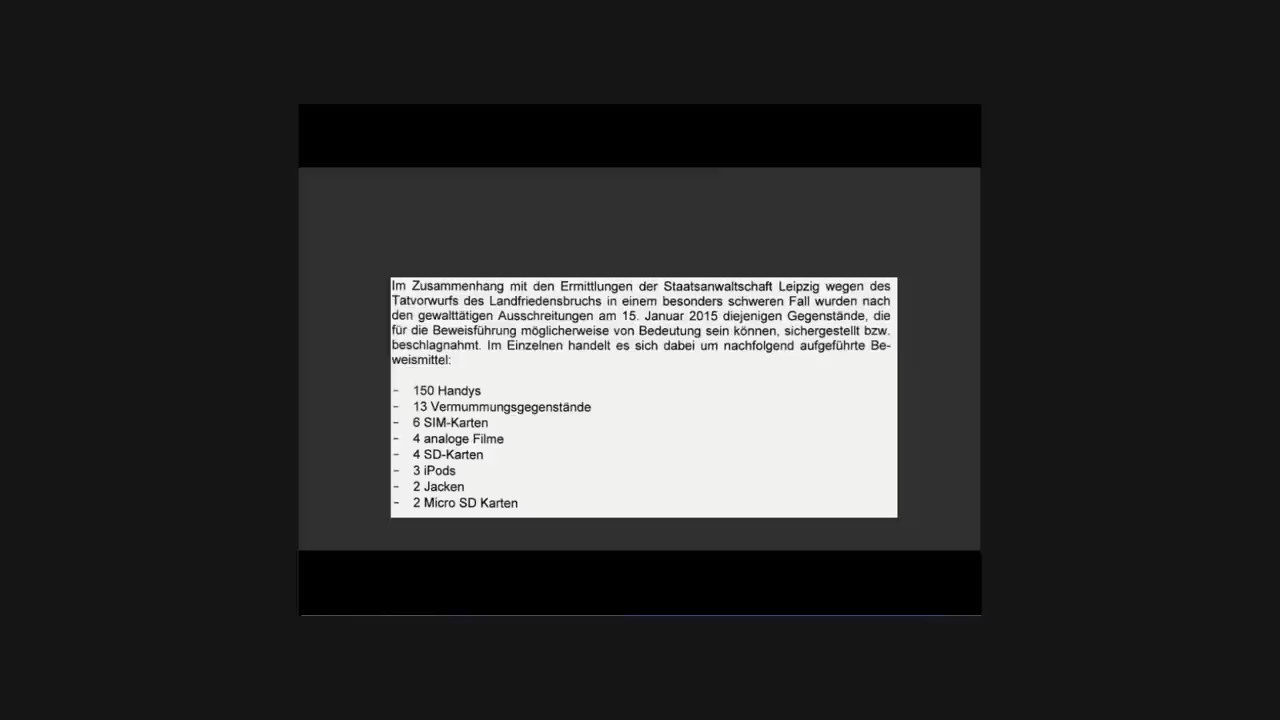 Im Zusammenhang mit den Ermittlungen der Staatsanwaltschaft Leipzig wegen des
Tatvorwurfs des Landfriedensbruchs in einem besonders schweren Fall wurden nach
den gewalttätigen Ausschreitungen am 15. Januar 2015 diejenigen Gegenstände, die
für die Beweisführung möglicherweise von Bedeutung sein können, sichergestellt bzw.
beschlagnahmt. Im Einzelnen handelt es sich dabei um nachfolgend aufgeführte Be-
weismittel:
- 150 Handys
- 13 Vermummungsgegenstände
- 6 SIM-Karten
- 4 analoge Filme
- 4 SD-Karten
- 3 iPods
- 2 Jacken
- 2 Micro SD Karten